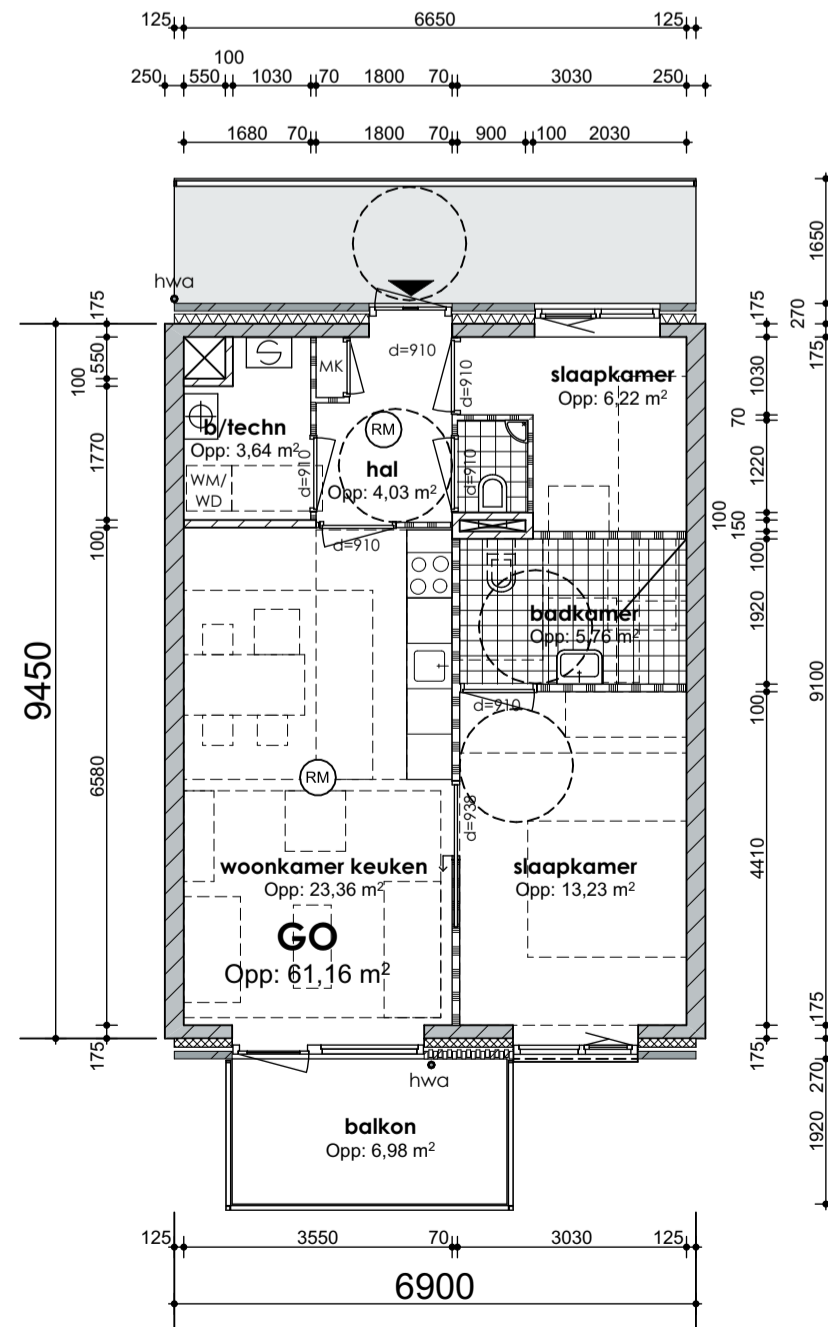 125 6650 125
100
250 550 1030 70 1800 70 3030 250
1680 70 1800 70 900 100 2030
hwa
1650
270
175
9100
175
270
1920
175
550
100
1770
100
9450
6580
175
175
1030
70
1220
100
150
100
1920
100
4410
175
MK
d=910
d=910
slaapkamer
Opp: 6,22 m²
b/techn
Opp: 3,64 m²
RM
WM/
WD
d=910
hal
Opp: 4,03 m²
d=910
d=910
badkamer
Opp: 5,76 m²
d=910
RM
d=938
woonkamer keuken
Opp: 23,36 m²
slaapkamer
Opp: 13,23 m²
GO
Opp: 61,16 m²
hwa
balkon
Opp: 6,98 m²
125 3550 70 3030 125
6900